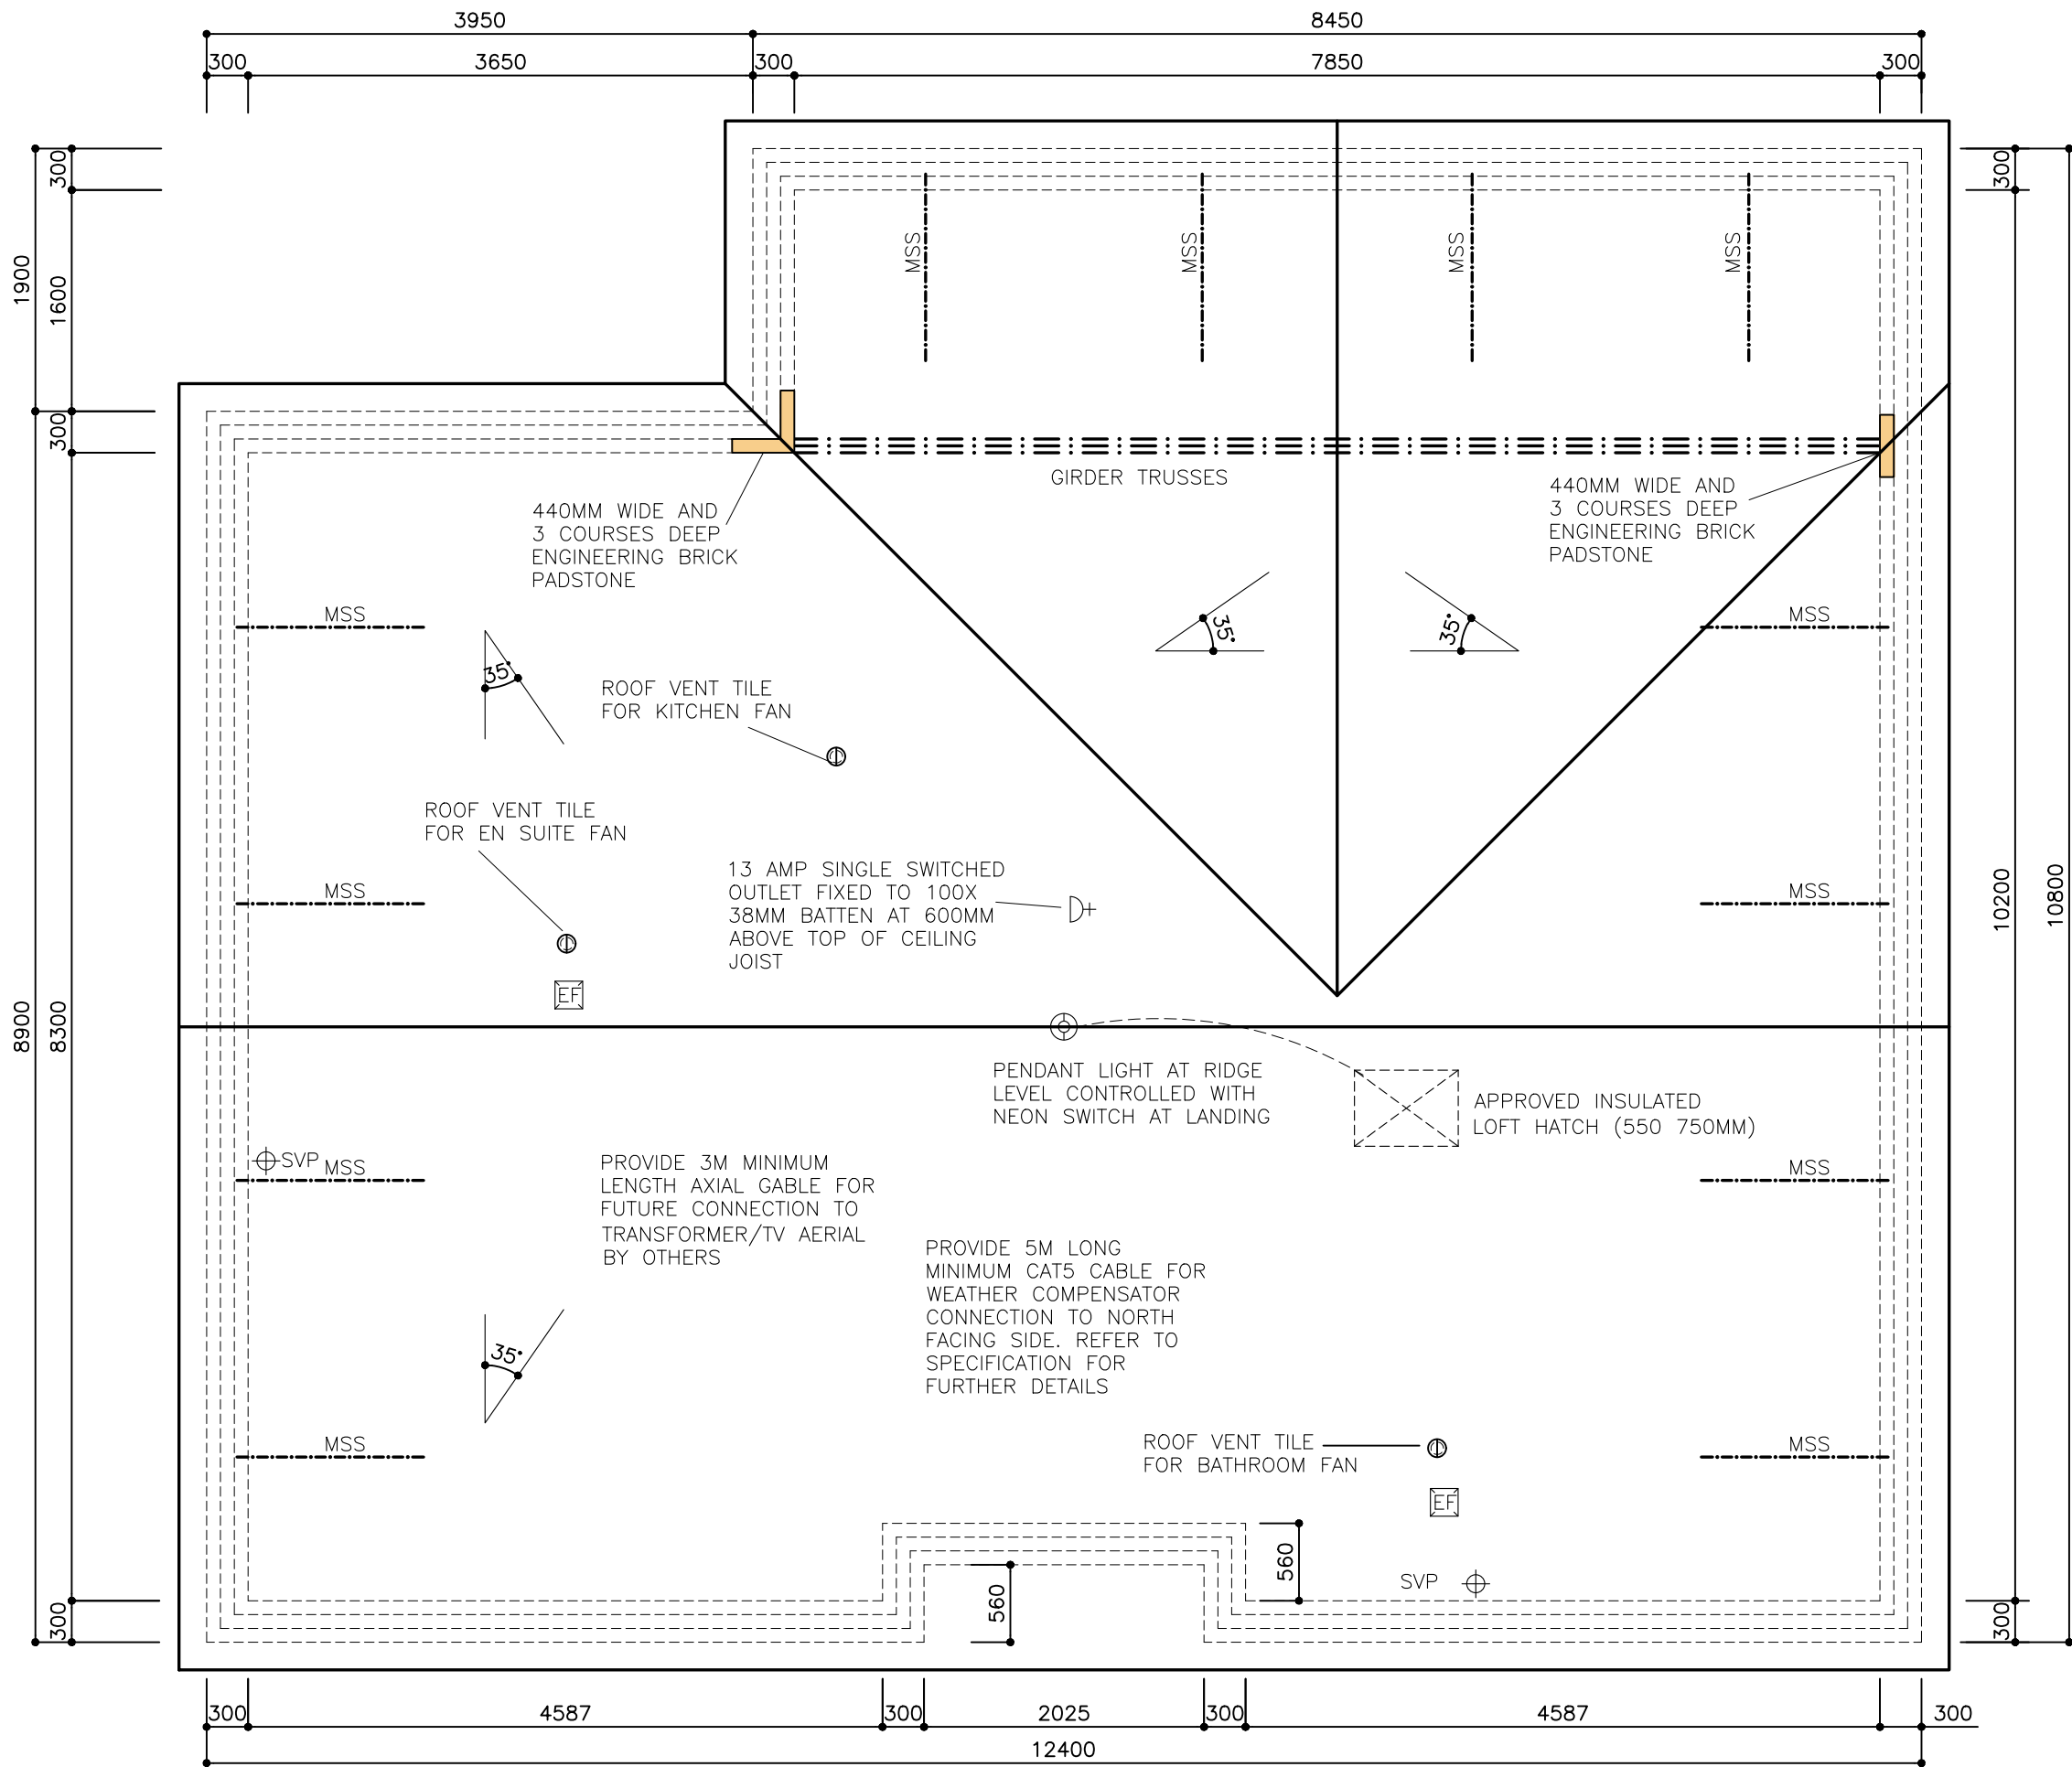 3950
8450
300
3650
300
7850
300
300
1900
1600
300
8900
8300
300
300
10200
10800
300
MSS
MSS
MSS
MSS
GIRDER TRUSSES
440MM WIDE AND
3 COURSES DEEP
ENGINEERING BRICK
PADSTONE
440MM WIDE AND
3 COURSES DEEP
ENGINEERING BRICK
PADSTONE
MSS
MSS
35°
35°
35°
ROOF VENT TILE
FOR KITCHEN FAN
ROOF VENT TILE
FOR EN SUITE FAN
13 AMP SINGLE SWITCHED
OUTLET FIXED TO 100X
38MM BATTEN AT 600MM
ABOVE TOP OF CEILING
JOIST
MSS
MSS
EF
PENDANT LIGHT AT RIDGE
LEVEL CONTROLLED WITH
NEON SWITCH AT LANDING
APPROVED INSULATED
LOFT HATCH (550 750MM)
SVP
MSS
MSS
PROVIDE 3M MINIMUM
LENGTH AXIAL GABLE FOR
FUTURE CONNECTION TO
TRANSFORMER/TV AERIAL
BY OTHERS
PROVIDE 5M LONG
MINIMUM CAT5 CABLE FOR
WEATHER COMPENSATOR
CONNECTION TO NORTH
FACING SIDE. REFER TO
SPECIFICATION FOR
FURTHER DETAILS
35°
MSS
MSS
ROOF VENT TILE
FOR BATHROOM FAN
EF
560
560
SVP
300
4587
300
2025
300
4587
300
12400